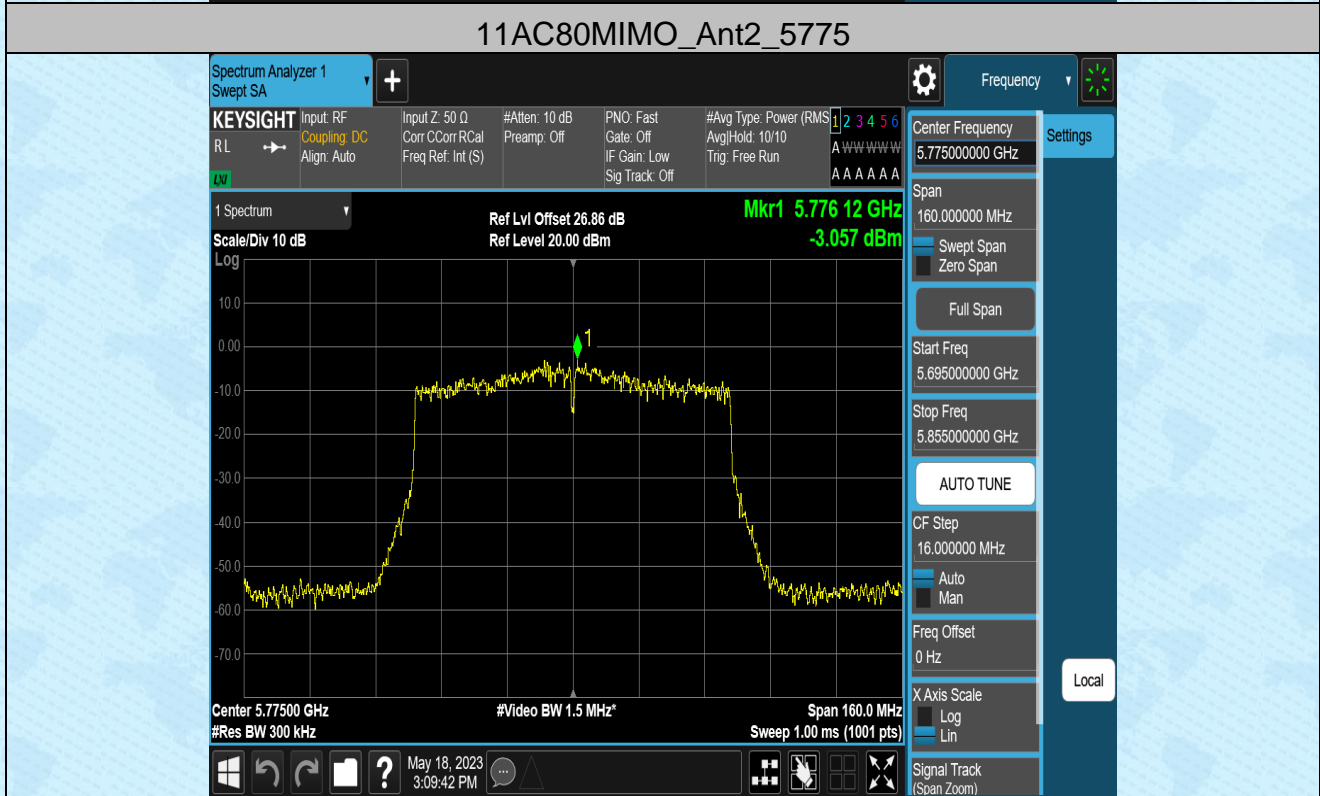 11AC80MIMO_Ant2_5775
Spectrum Analyzer 1
Swept SA
+
Frequency
KEYSIGHT
RL
LXI
Input: RF
Coupling: DC
Align: Auto
Input Z: 50 Ω
Corr CCorr RCal
Freq Ref: Int (S)
#Atten: 10 dB
Preamp: Off
PNO: Fast
Gate: Off
IF Gain: Low
Sig Track: Off
#Avg Type: Power (RMS
Avg|Hold: 10/10
Trig: Free Run
1 2 3 4 5 6
A W W W W W
A A A A A A
Center Frequency
5.775000000 GHz
Settings
1 Spectrum
Scale/Div 10 dB
Log
Ref Lvl Offset 26.86 dB
Ref Level 20.00 dBm
Mkr1 5.776 12 GHz
-3.057 dBm
10.0
0.00
-10.0
-20.0
-30.0
-40.0
-50.0
-60.0
-70.0
1
Center 5.77500 GHz
#Res BW 300 kHz
#Video BW 1.5 MHz*
Span 160.0 MHz
Sweep 1.00 ms (1001 pts)
Span
160.000000 MHz
Swept Span
Zero Span
Full Span
Start Freq
5.695000000 GHz
Stop Freq
5.855000000 GHz
AUTO TUNE
CF Step
16.000000 MHz
Auto
Man
Freq Offset
0 Hz
X Axis Scale
Log
Lin
Signal Track
(Span Zoom)
Local
?
May 18, 2023
3:09:42 PM